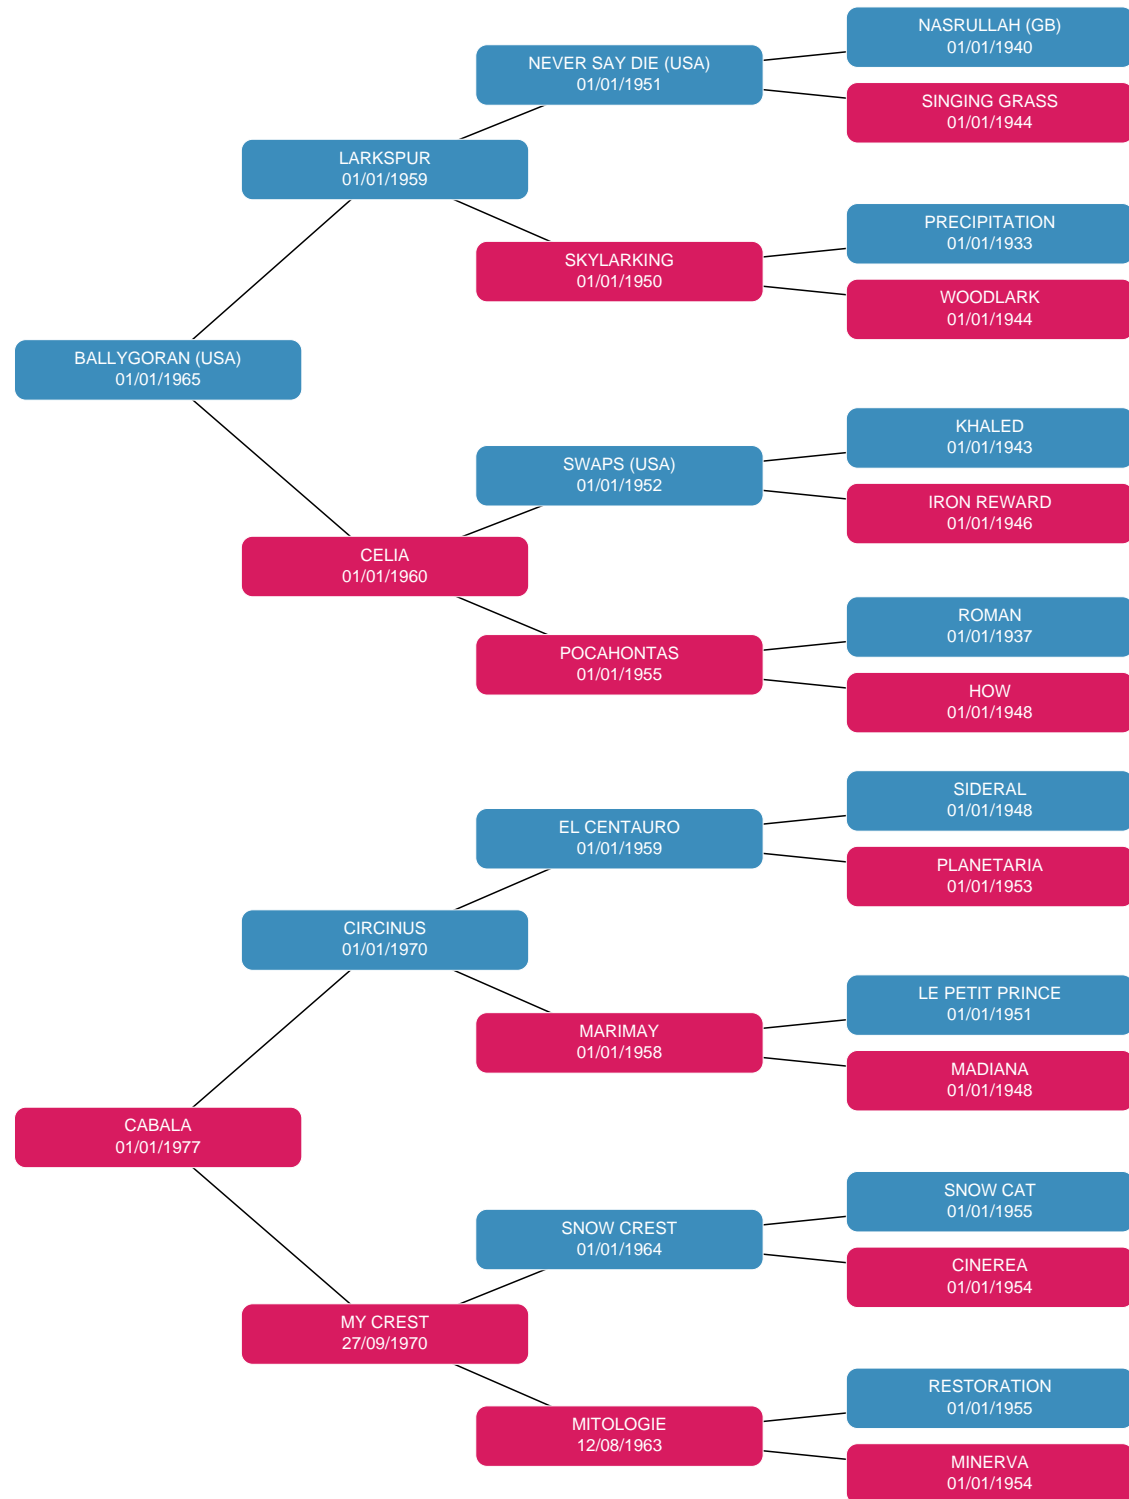 NASRULLAH (GB)
01/01/1940
NEVER SAY DIE (USA)
01/01/1951
SINGING GRASS
01/01/1944
LARKSPUR
01/01/1959
PRECIPITATION
01/01/1933
SKYLARKING
01/01/1950
WOODLARK
01/01/1944
BALLYGORAN (USA)
01/01/1965
KHALED
01/01/1943
SWAPS (USA)
01/01/1952
IRON REWARD
01/01/1946
CELIA
01/01/1960
ROMAN
01/01/1937
POCAHONTAS
01/01/1955
HOW
01/01/1948
SIDERAL
01/01/1948
EL CENTAURO
01/01/1959
PLANETARIA
01/01/1953
CIRCINUS
01/01/1970
LE PETIT PRINCE
01/01/1951
MARIMAY
01/01/1958
MADIANA
01/01/1948
CABALA
01/01/1977
SNOW CAT
01/01/1955
SNOW CREST
01/01/1964
CINEREA
01/01/1954
MY CREST
27/09/1970
RESTORATION
01/01/1955
MITOLOGIE
12/08/1963
MINERVA
01/01/1954